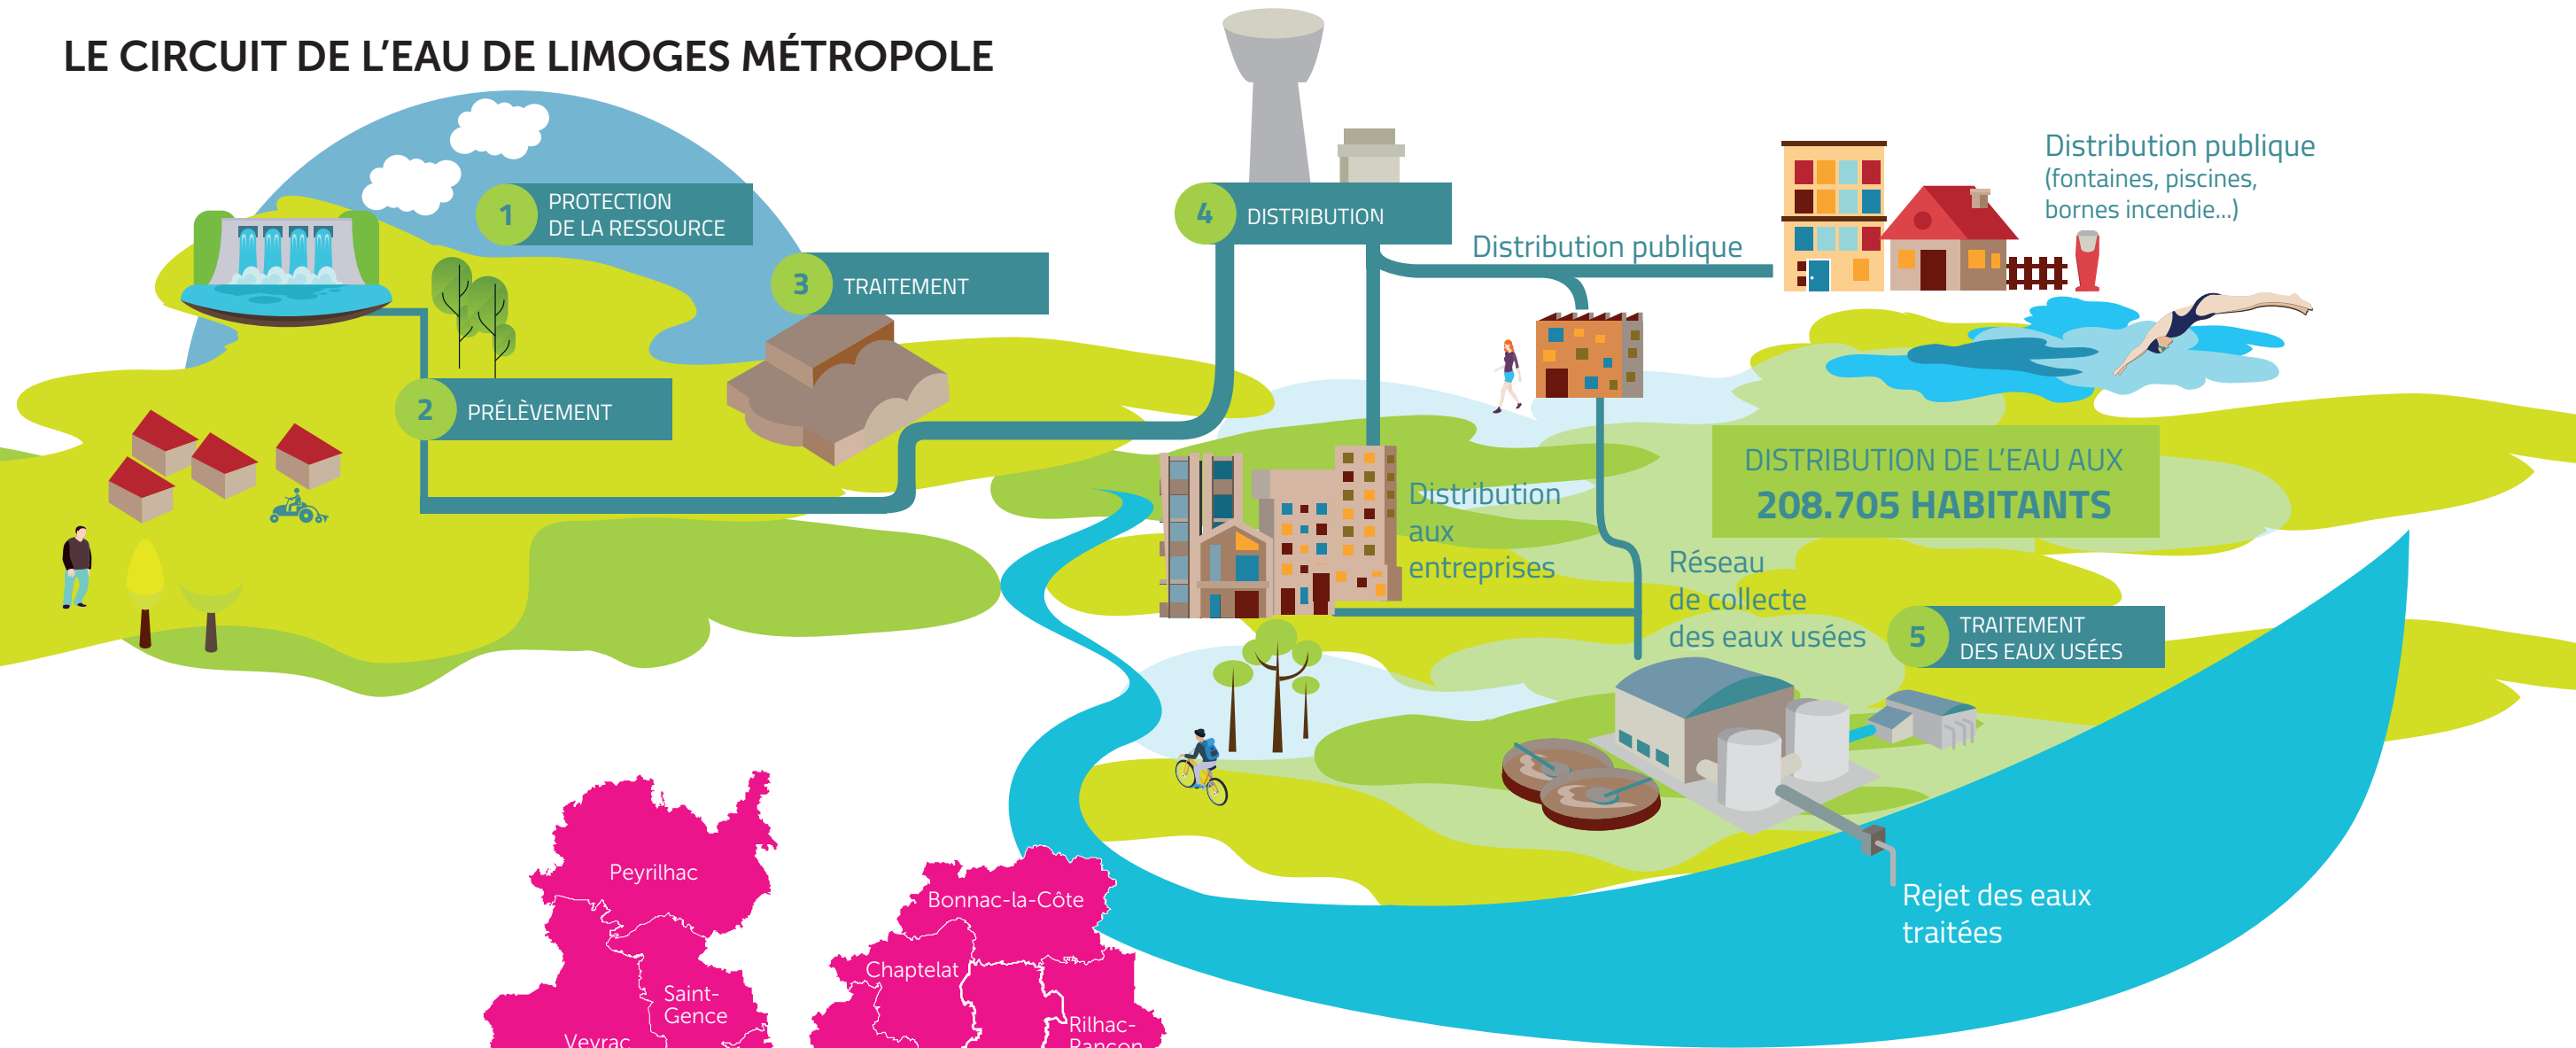 LE CIRCUIT DE L'EAU DE LIMOGES MÉTROPOLE
1
PROTECTION
DE LA RESSOURCE
2
PRÉLÈVEMENT
3
TRAITEMENT
4
DISTRIBUTION
Distribution publique
Distribution publique
(fontaines, piscines,
bornes incendie...)
Distribution
aux
entreprises
DISTRIBUTION DE L'EAU AUX
208.705 HABITANTS
Réseau
de collecte
des eaux usées
5
TRAITEMENT
DES EAUX USÉES
Rejet des eaux
traitées
Peyrilhac
Bonnac-la-Côte
Chaptelat
Saint-
Gence
Rilhac-
Rancon
Veyrac